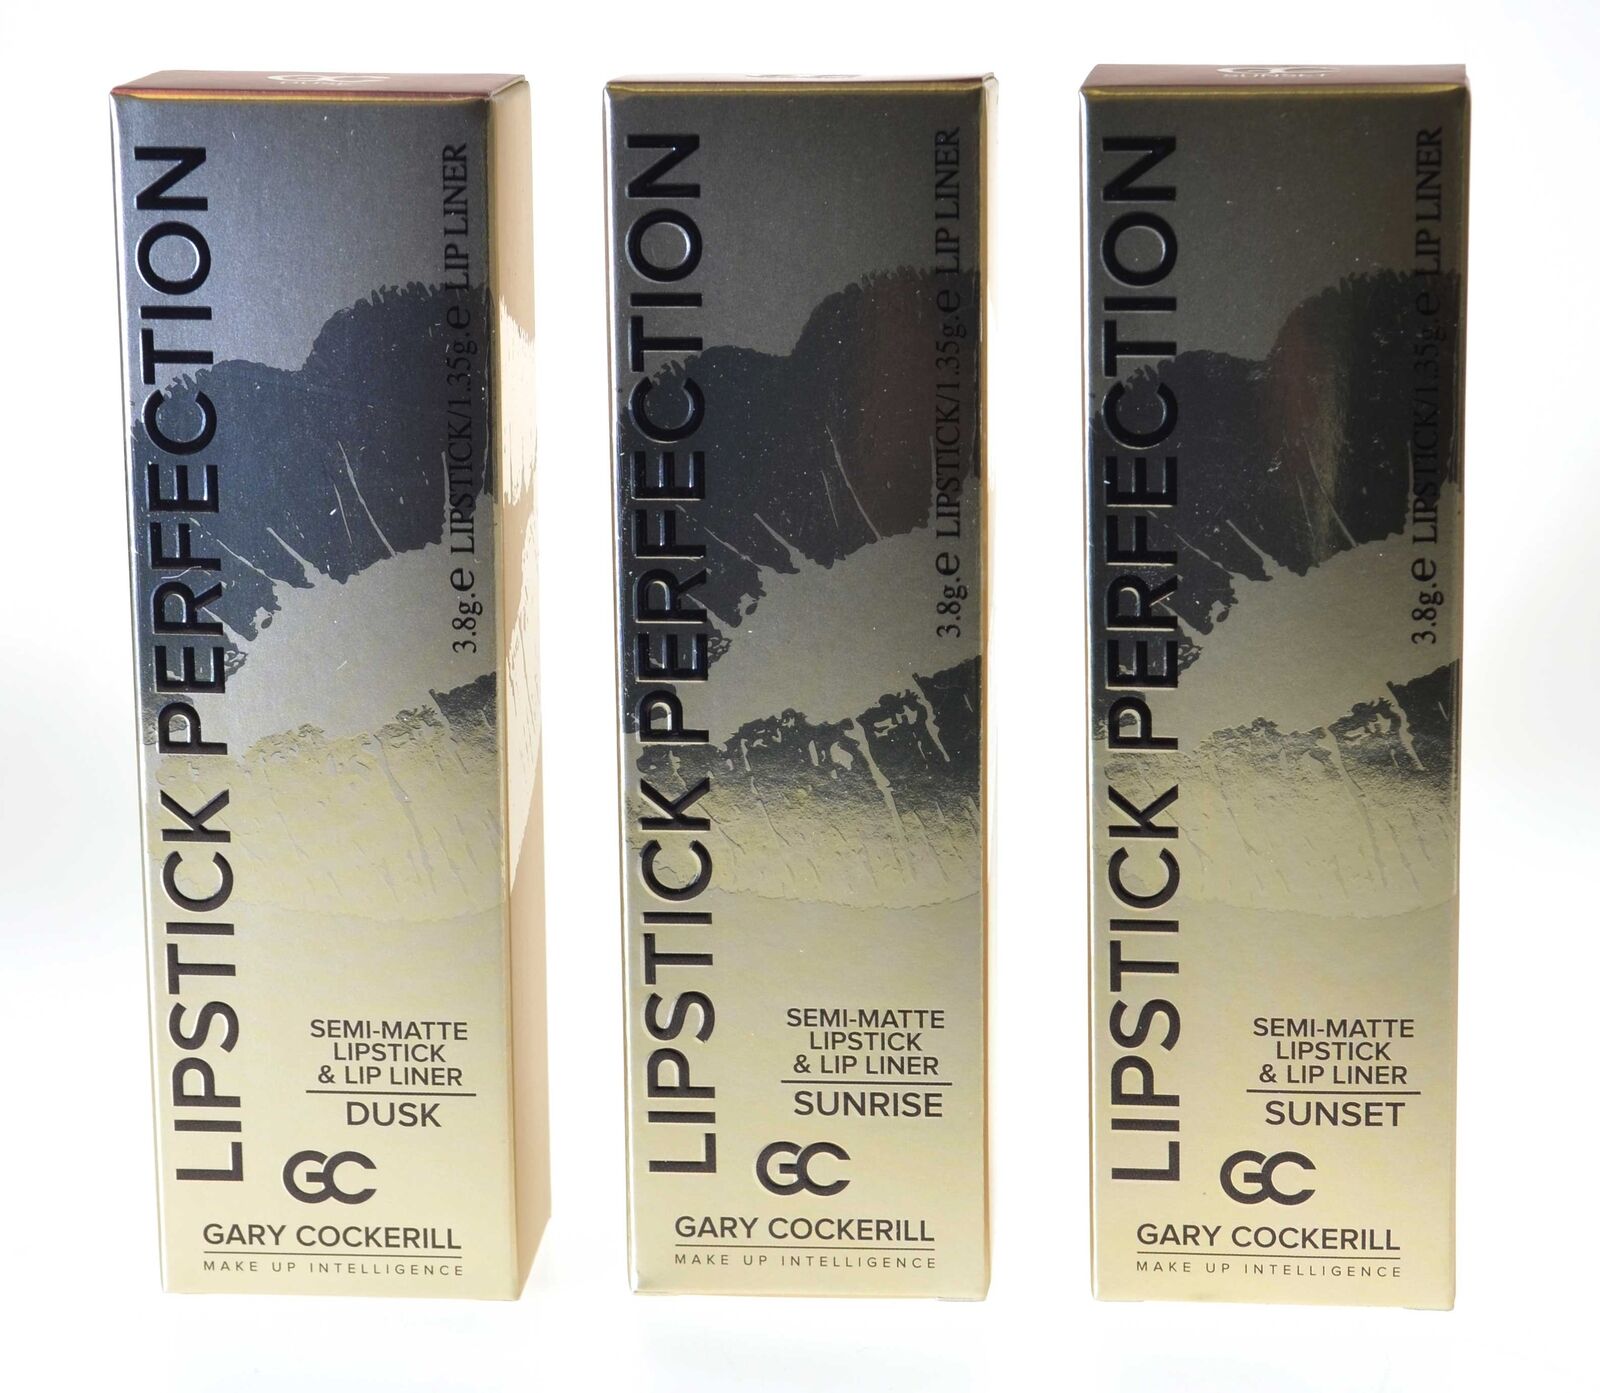 DUSK
LIPSTICK PERFECTION
3.8g.e LIPSTICK/1.35g.e LIP LINER
SEMI-MATTE
LIPSTICK
& LIP LINER
DUSK
GC
GARY COCKERILL
MAKE UP INTELLIGENCE
LIPSTICK PERFECTION
3.8g.e LIPSTICK/1.35g.e LIP LINER
SEMI-MATTE
LIPSTICK
& LIP LINER
SUNRISE
GC
GARY COCKERILL
MAKE UP INTELLIGENCE
GC
SUNSET
LIPSTICK PERFECTION
3.8g.e LIPSTICK/1.35g.e LIP LINER
SEMI-MATTE
LIPSTICK
& LIP LINER
SUNSET
GC
GARY COCKERILL
MAKE UP INTELLIGENCE